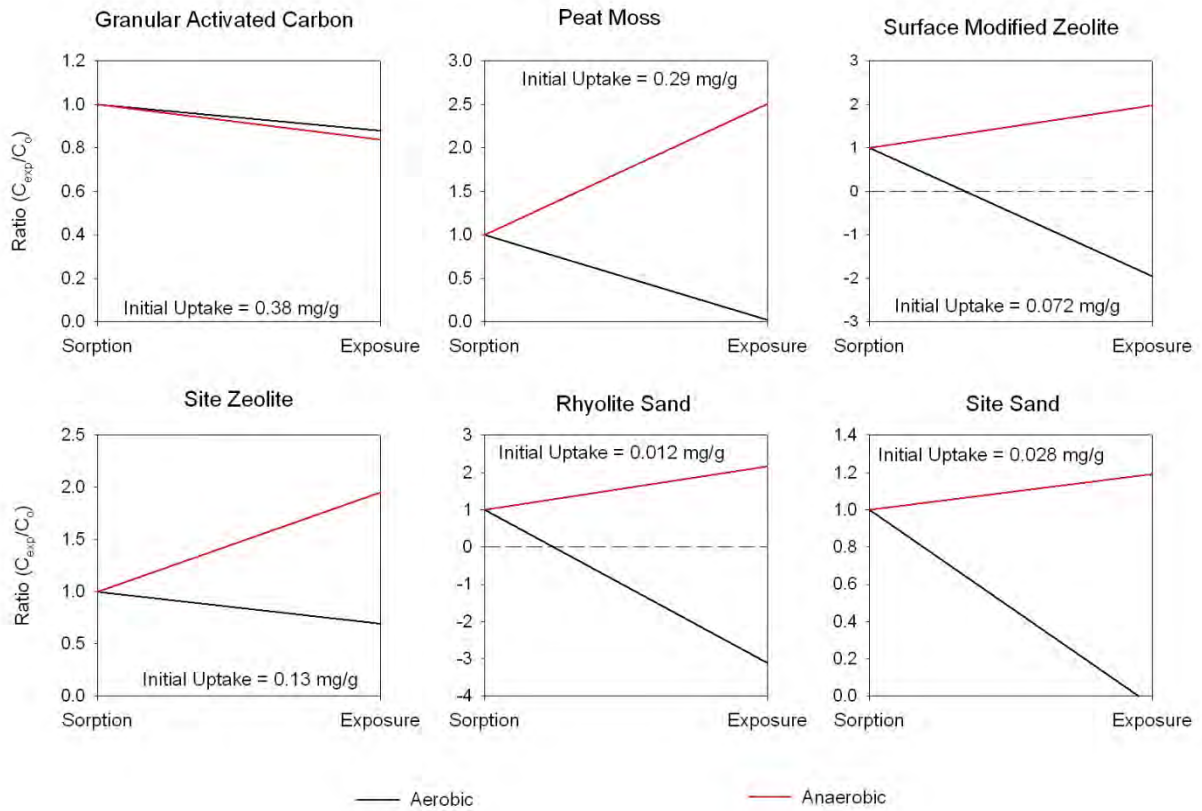 Granular Activated Carbon
Peat Moss
Surface Modified Zeolite
Ratio (C_exp/C_o)
1.2
1.0
0.8
0.6
0.4
0.2
0.0
Initial Uptake = 0.38 mg/g
Sorption
Exposure
3.0
2.5
2.0
1.5
1.0
0.5
0.0
Initial Uptake = 0.29 mg/g
Sorption
Exposure
3
2
1
0
-1
-2
-3
Initial Uptake = 0.072 mg/g
Sorption
Exposure
Site Zeolite
Rhyolite Sand
Site Sand
Ratio (C_exp/C_o)
2.5
2.0
1.5
1.0
0.5
0.0
Initial Uptake = 0.13 mg/g
Sorption
Exposure
3
2
1
0
-1
-2
-3
-4
Initial Uptake = 0.012 mg/g
Sorption
Exposure
1.4
1.2
1.0
0.8
0.6
0.4
0.2
0.0
Initial Uptake = 0.028 mg/g
Sorption
Exposure
Aerobic
Anaerobic